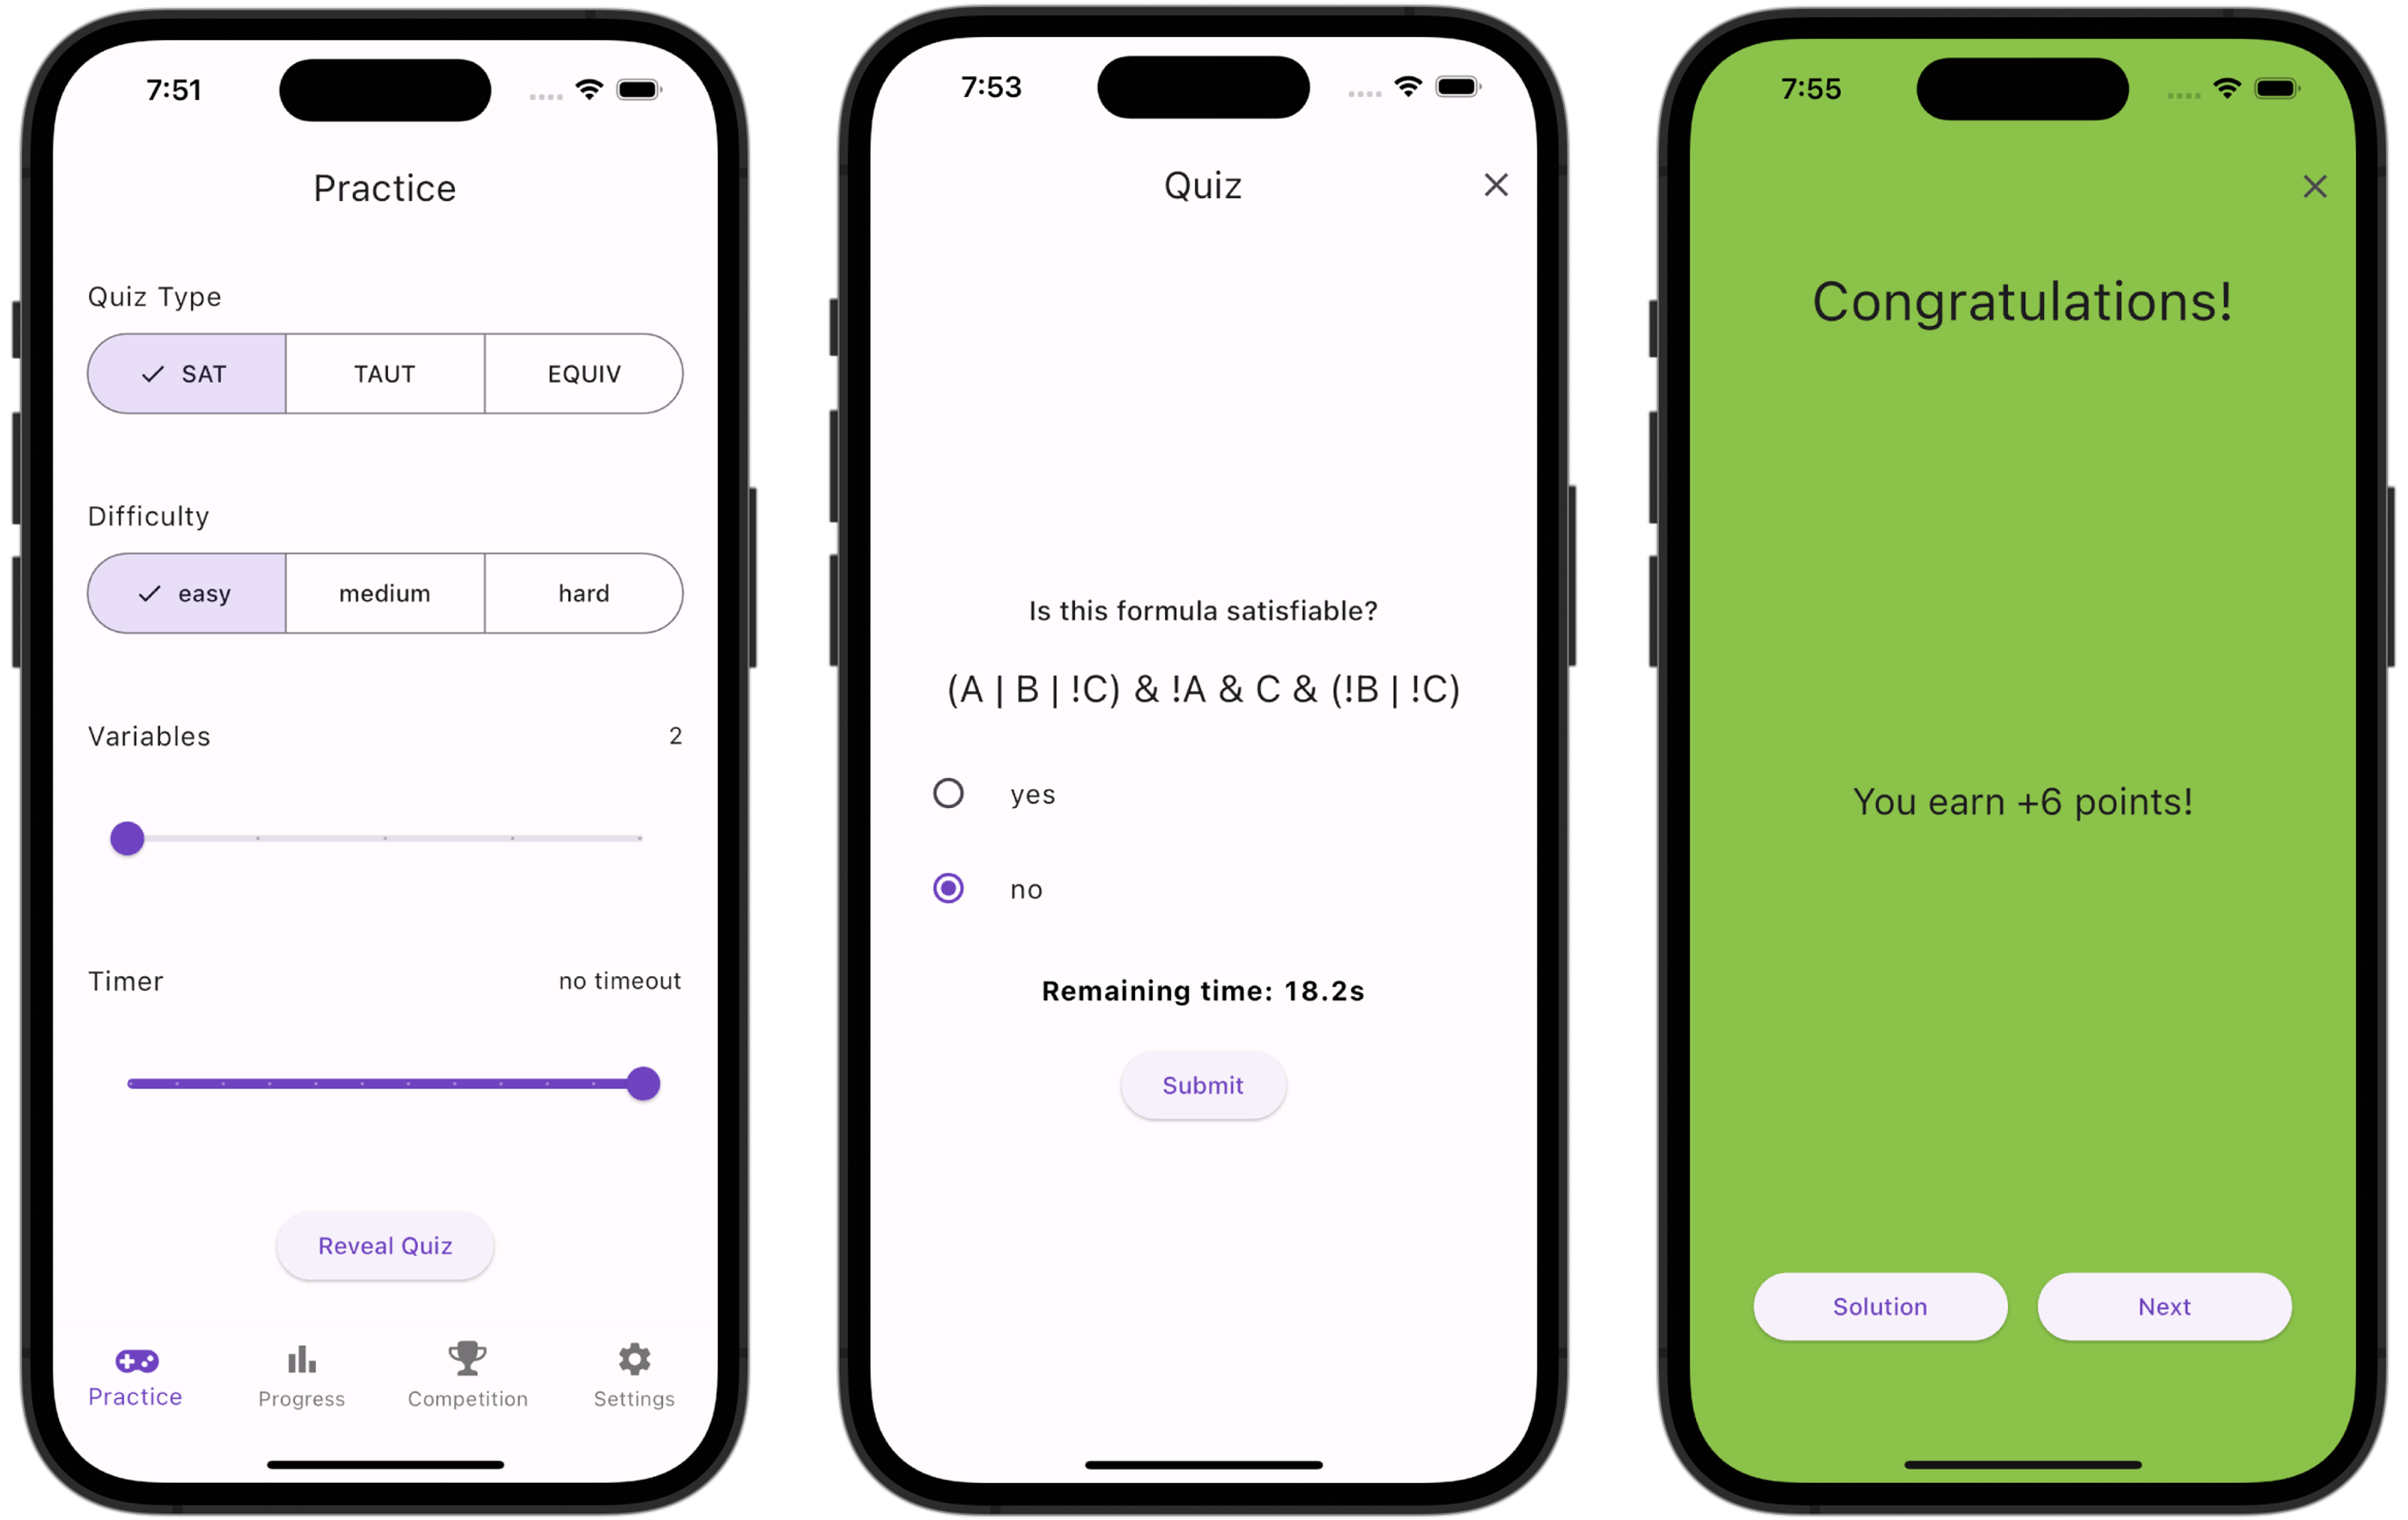 7:51
Practice
Quiz Type
SAT TAUT EQUIV
Difficulty
easy medium hard
Variables 2
Timer no timeout
Reveal Quiz
Practice Progress Competition Settings
7:53
Quiz
Is this formula satisfiable?
(A | B | !C) & !A & C & (!B | !C)
yes
no
Remaining time: 18.2s
Submit
7:55
Congratulations!
You earn +6 points!
Solution Next